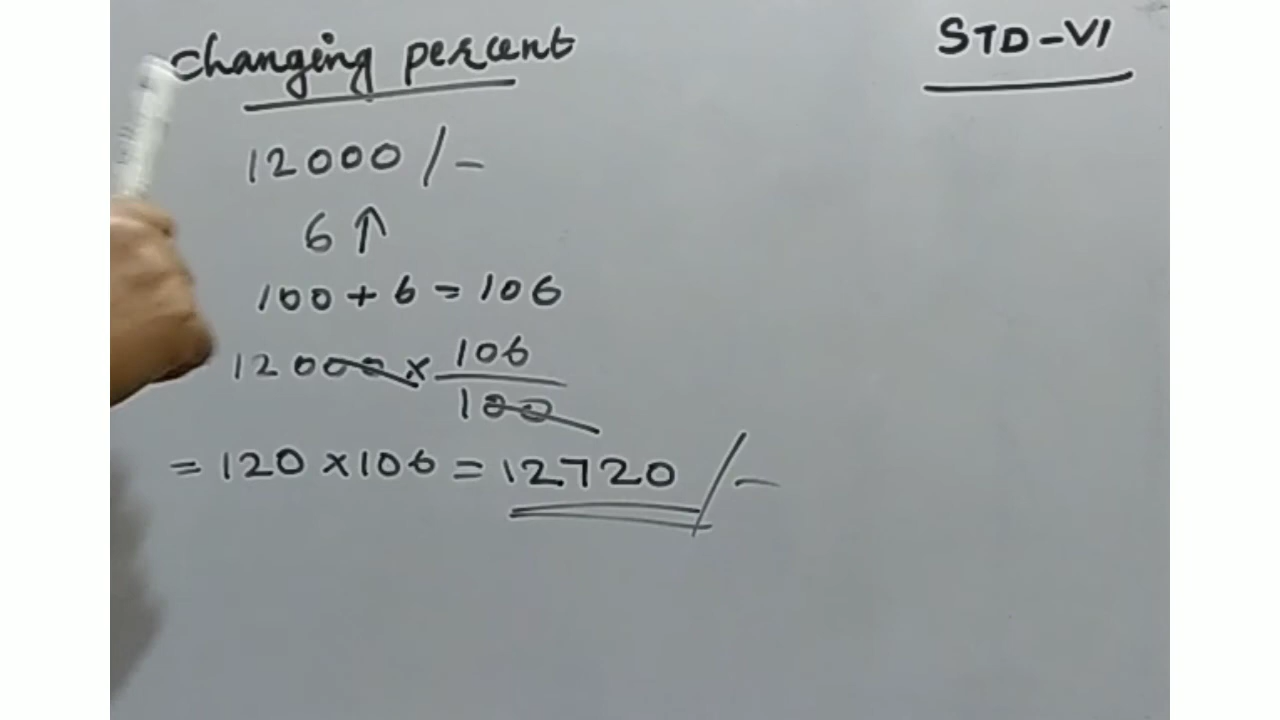 changing percent
STD-VI
12000/-
6↑
100+6=106
12000 × 106/100
= 120 × 106 = 12720/-